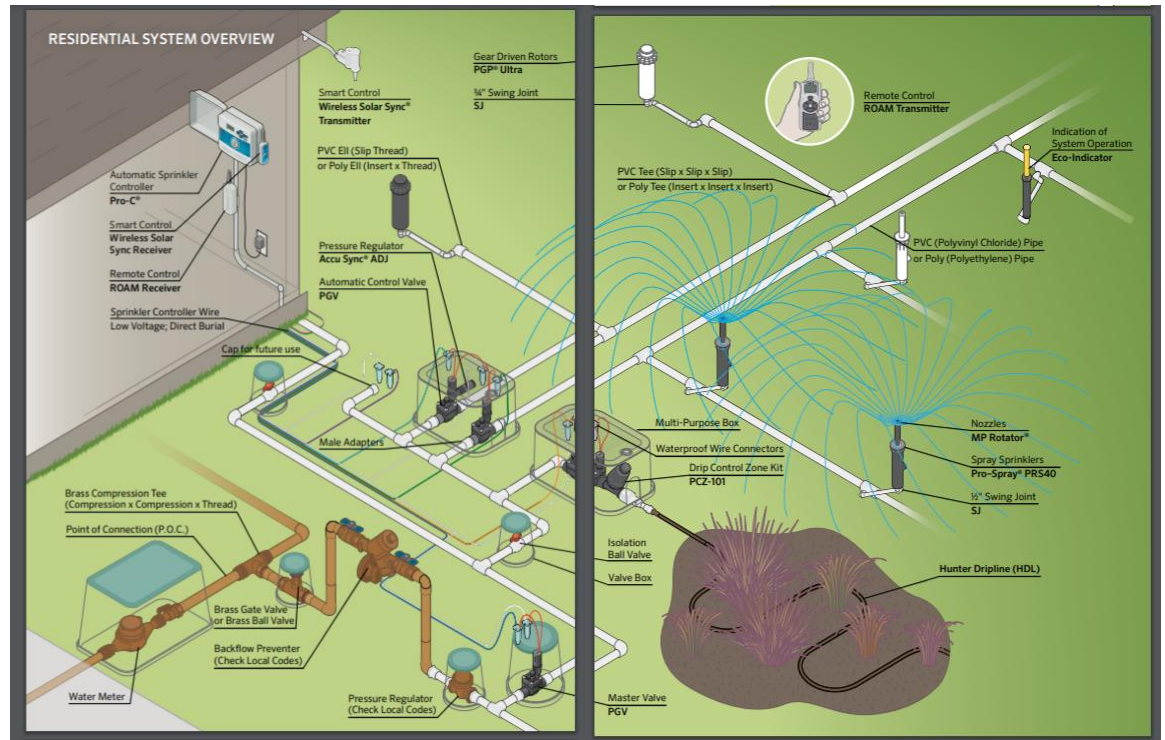 RESIDENTIAL SYSTEM OVERVIEW
Smart Control
Wireless Solar Sync®
Transmitter
Gear Driven Rotors
PGP® Ultra
¾" Swing Joint
SJ
PVC Ell (Slip Thread)
or Poly Ell (Insert x Thread)
Automatic Sprinkler
Controller
Pro-C®
Smart Control
Wireless Solar
Sync Receiver
Remote Control
ROAM Receiver
Sprinkler Controller Wire
Low Voltage; Direct Burial
Pressure Regulator
Accu Sync® ADJ
Automatic Control Valve
PGV
Cap for future use
Male Adapters
Brass Compression Tee
(Compression x Compression x Thread)
Point of Connection (P.O.C.)
Brass Gate Valve
or Brass Ball Valve
Backflow Preventer
(Check Local Codes)
Water Meter
Pressure Regulator
(Check Local Codes)
Remote Control
ROAM Transmitter
Indication of
System Operation
Eco-Indicator
PVC Tee (Slip x Slip x Slip)
or Poly Tee (Insert x Insert x Insert)
PVC (Polyvinyl Chloride) Pipe
or Poly (Polyethylene) Pipe
Multi-Purpose Box
Waterproof Wire Connectors
Drip Control Zone Kit
PCZ-101
Nozzles
MP Rotator®
Spray Sprinklers
Pro-Spray® PRS40
½" Swing Joint
SJ
Isolation
Ball Valve
Valve Box
Hunter Dripline (HDL)
Master Valve
PGV